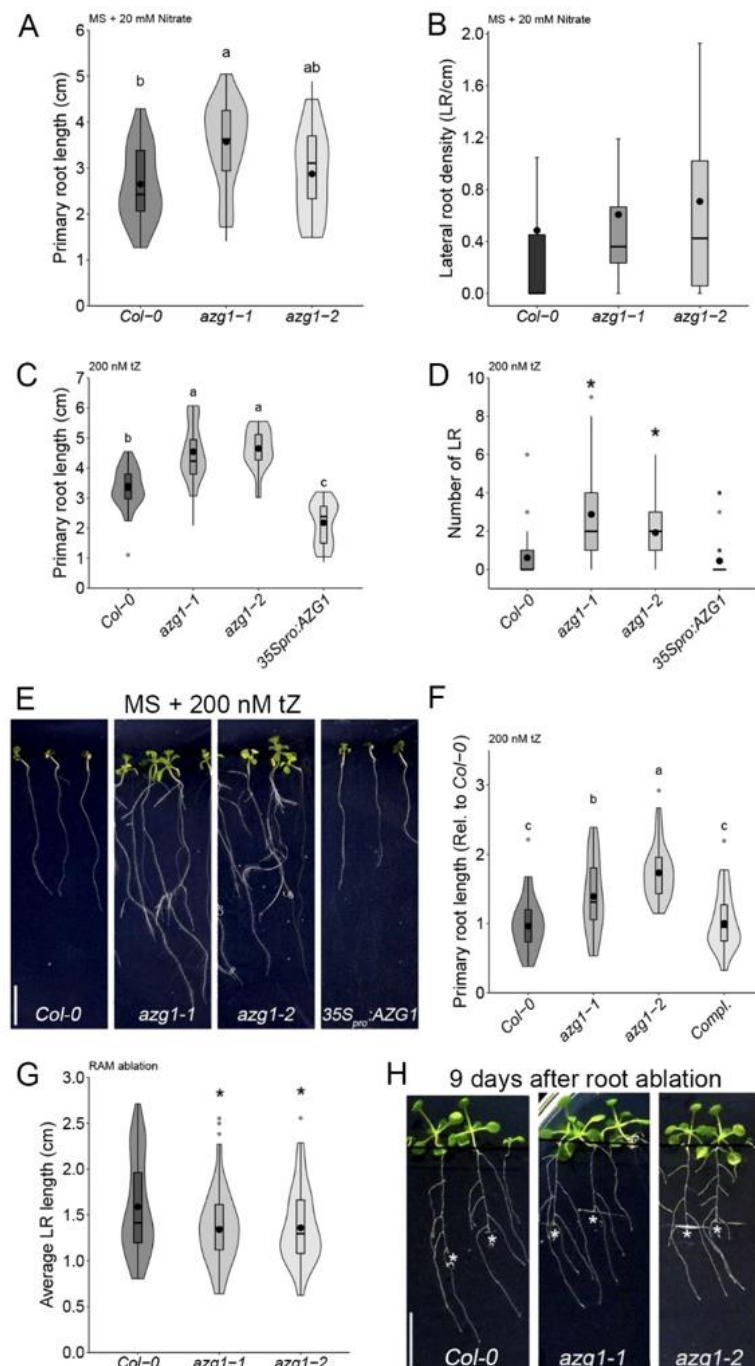 A
MS + 20 mM Nitrate
Primary root length (cm)
6
5
4
3
2
1
0
b
a
ab
Col−0
azg1−1
azg1−2
B
MS + 20 mM Nitrate
Lateral root density (LR/cm)
2.0
1.6
1.2
0.8
0.4
0.0
Col−0
azg1−1
azg1−2
C
200 nM tZ
Primary root length (cm)
7
6
5
4
3
2
1
0
b
a
a
c
Col−0
azg1−1
azg1−2
35Spro:AZG1
D
200 nM tZ
Number of LR
10
8
6
4
2
0
*
*
Col−0
azg1−1
azg1−2
35Spro:AZG1
E
MS + 200 nM tZ
Col-0
azg1-1
azg1-2
35Spro:AZG1
F
200 nM tZ
Primary root length (Rel. to Col−0)
3
2
1
0
c
b
a
c
Col−0
azg1−1
azg1−2
Compl.
G
RAM ablation
Average LR length (cm)
3.0
2.5
2.0
1.5
1.0
0.5
0.0
*
*
Col−0
azg1−1
azg1−2
H
9 days after root ablation
* *
* *
* *
Col-0
azg1-1
azg1-2